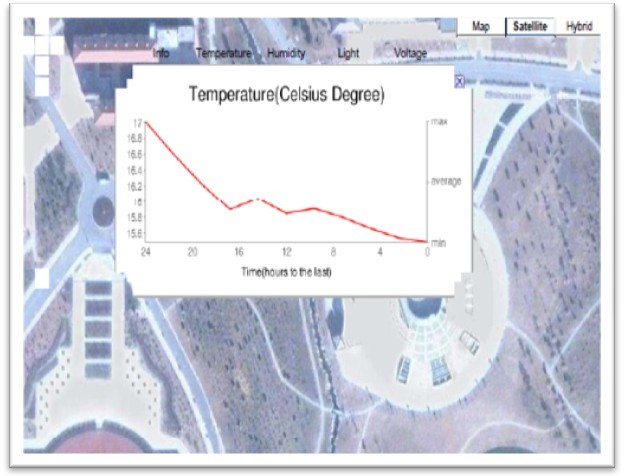 Map Satellite Hybrid
Info Temperature Humidity Light Voltage
Temperature(Celsius Degree)
17 max
16.8
16.6
16.4
16.2 average
16
15.8
15.6 min
24 20 16 12 8 4 0
Time(hours to the last)